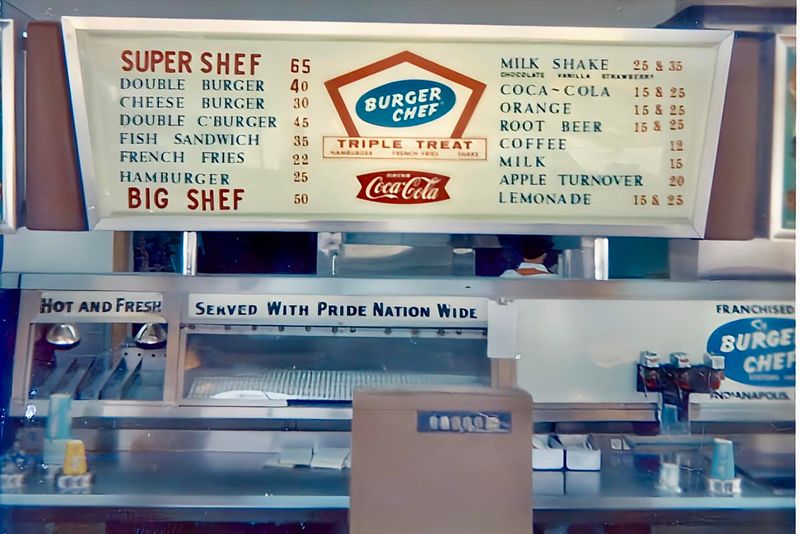 SUPER SHEF 65
DOUBLE BURGER 40
CHEESE BURGER 30
DOUBLE C'BURGER 45
FISH SANDWICH 35
FRENCH FRIES 22
HAMBURGER 25
BIG SHEF 50
BURGER
CHEF
TRIPLE TREAT
HAMBURGER FRENCH FRIES SHAKE
DRINK
Coca-Cola
MILK SHAKE 25 & 35
CHOCOLATE VANILLA STRAWBERRY
COCA~COLA 15 & 25
ORANGE 15 & 25
ROOT BEER 15 & 25
COFFEE 12
MILK 15
APPLE TURNOVER 20
LEMONADE 15 & 25
HOT AND FRESH
SERVED WITH PRIDE NATION WIDE
FRANCHISED
By
BURGE
CHEF
SYSTEMS
INDIANAPOLIS,